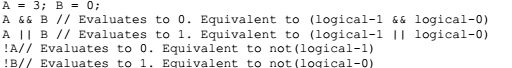 A = 3; B = 0;
A && B // Evaluates to 0. Equivalent to (logical-1 && logical-0)
A || B // Evaluates to 1. Equivalent to (logical-1 || logical-0)
!A// Evaluates to 0. Equivalent to not(logical-1)
!B// Evaluates to 1. Equivalent to not(logical-0)